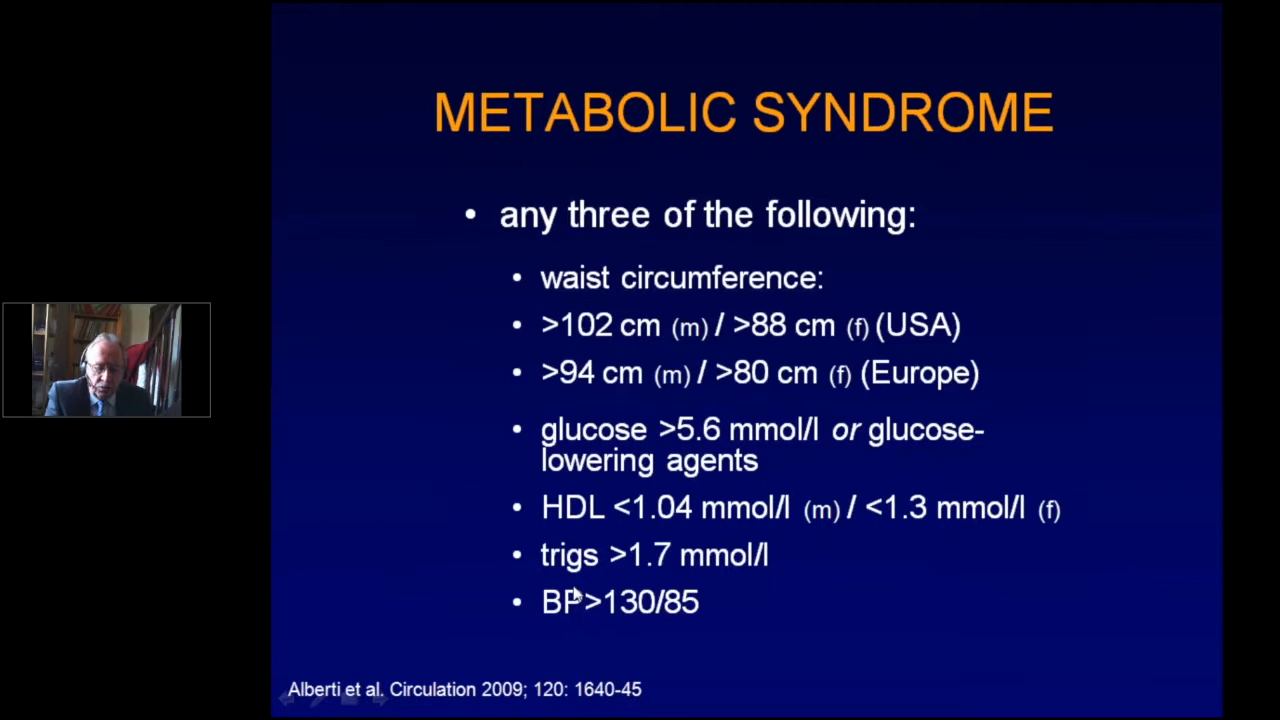 METABOLIC SYNDROME
• any three of the following:
• waist circumference:
• >102 cm (m) / >88 cm (f) (USA)
• >94 cm (m) / >80 cm (f) (Europe)
• glucose >5.6 mmol/l or glucose-
lowering agents
• HDL <1.04 mmol/l (m) / <1.3 mmol/l (f)
• trigs >1.7 mmol/l
• BP>130/85
Alberti et al. Circulation 2009; 120: 1640-45